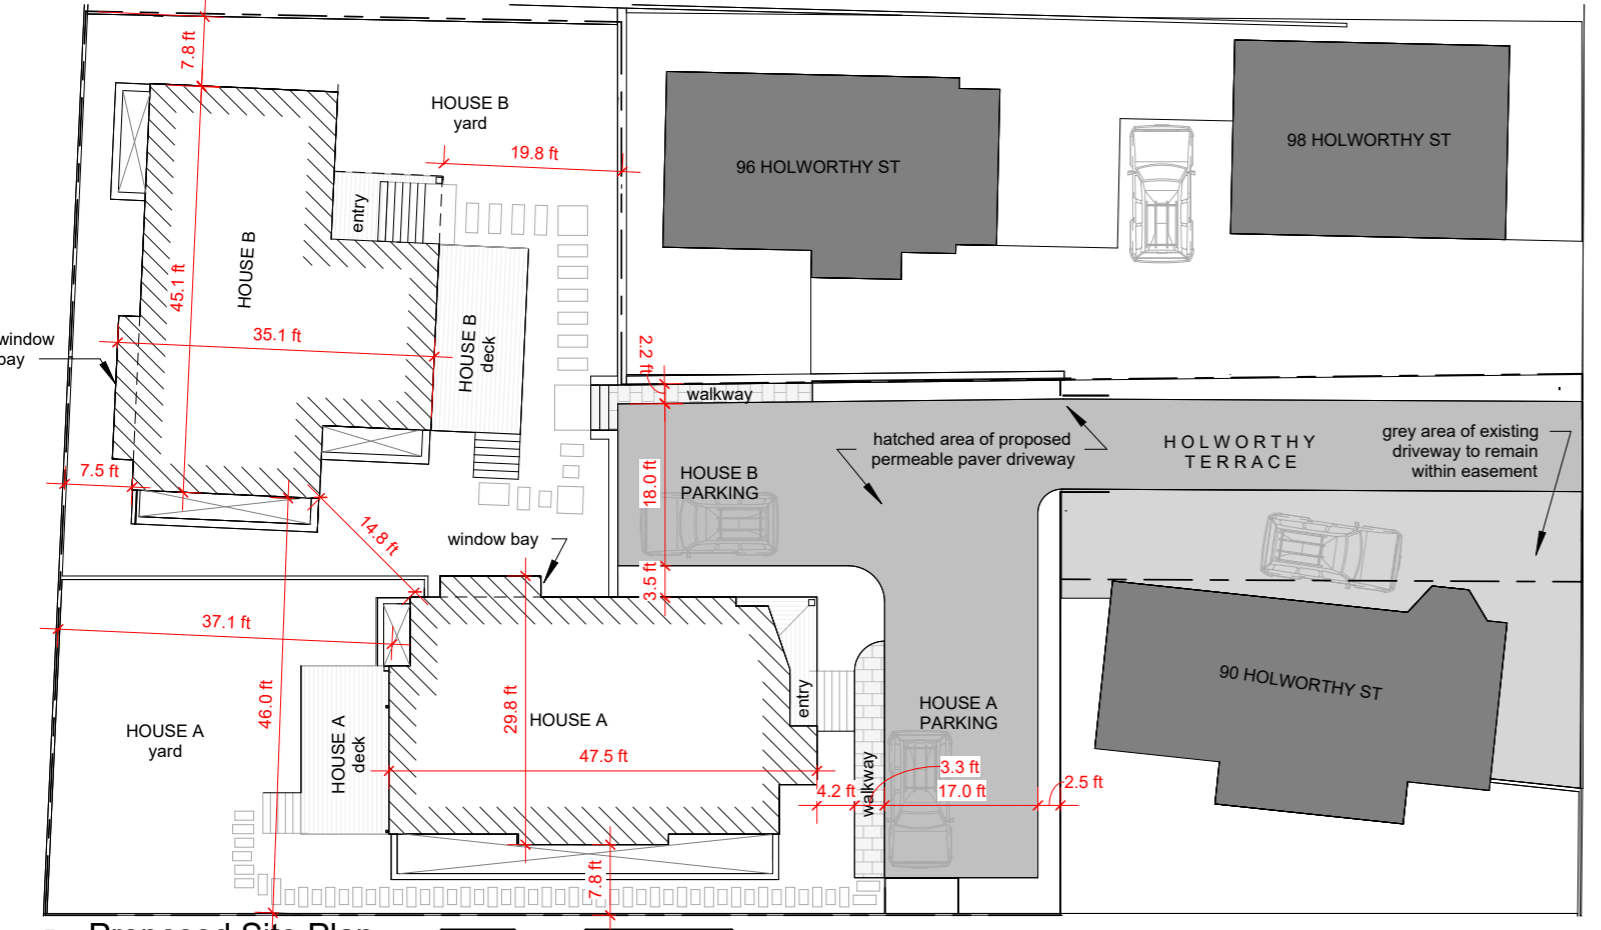 7.8 ft
HOUSE B
yard
19.8 ft
96 HOLWORTHY ST
98 HOLWORTHY ST
entry
HOUSE B
45.1 ft
35.1 ft
window
bay
HOUSE B
deck
2.2 ft
walkway
hatched area of proposed
permeable paver driveway
HOLWORTHY
TERRACE
grey area of existing
driveway to remain
within easement
7.5 ft
HOUSE B
PARKING
18.0 ft
14.8 ft
window bay
3.5 ft
37.1 ft
46.0 ft
HOUSE A
yard
HOUSE A
deck
29.8 ft
HOUSE A
47.5 ft
entry
HOUSE A
PARKING
90 HOLWORTHY ST
4.2 ft
walkway
3.3 ft
17.0 ft
2.5 ft
7.8 ft
Proposed Site Plan